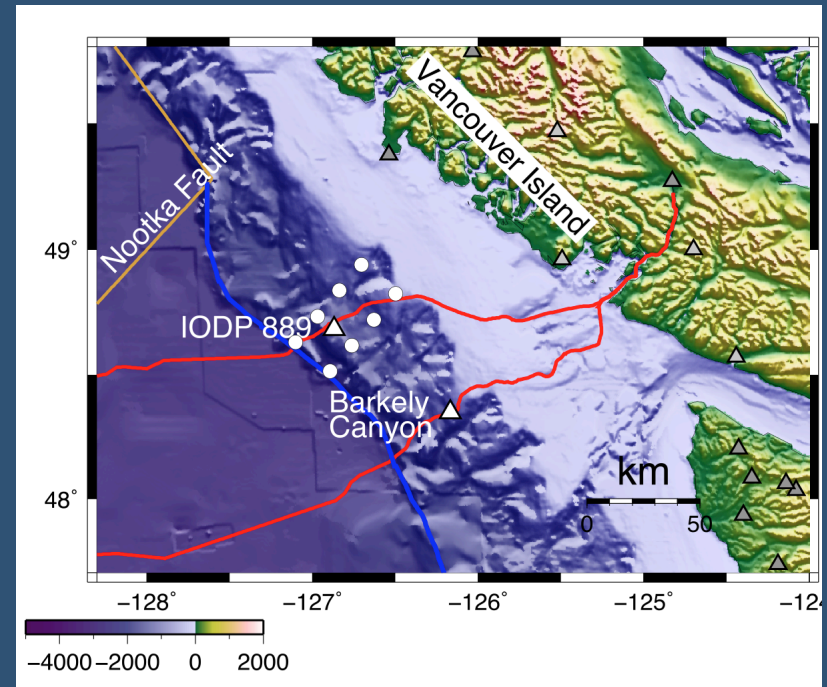 Vancouver Island
Nootka Fault
49°
IODP 889
Barkely
Canyon
km
48°
0 50
−128° −127° −126° −125° −124
−4000 −2000 0 2000